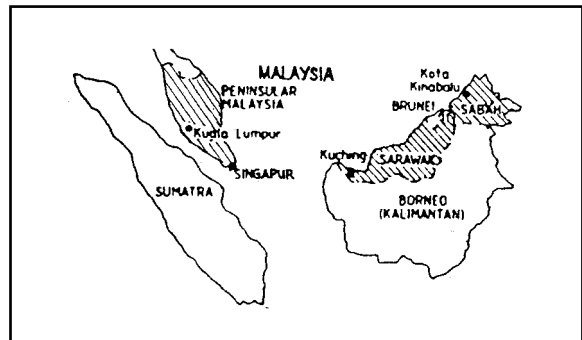 MALAYSIA
PENINSULAR
MALAYSIA
Kuala Lumpur
SINGAPUR
SUMATRA
Kota
Kinabalu
BRUNEI
SABAH
Kuching
SARAWAK
BORNEO
(KALIMANTAN)